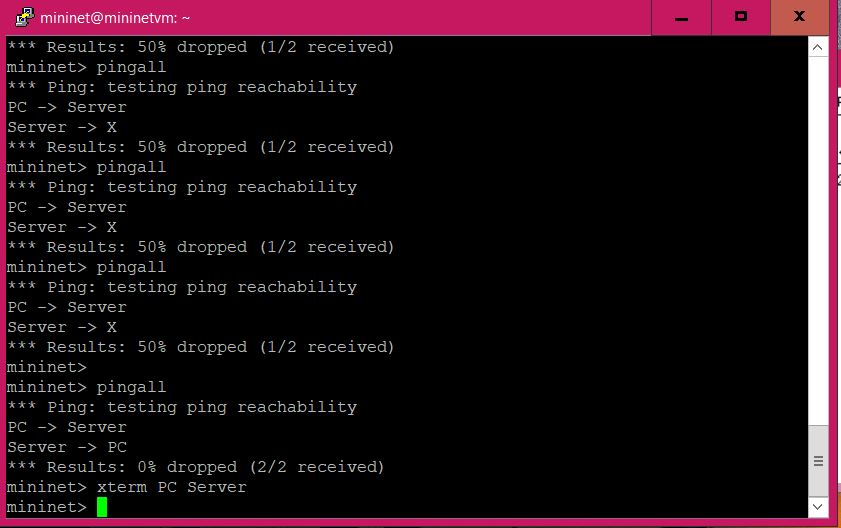 mininet@mininetvm: ~
*** Results: 50% dropped (1/2 received)
mininet> pingall
*** Ping: testing ping reachability
PC -> Server
Server -> X
*** Results: 50% dropped (1/2 received)
mininet> pingall
*** Ping: testing ping reachability
PC -> Server
Server -> X
*** Results: 50% dropped (1/2 received)
mininet> pingall
*** Ping: testing ping reachability
PC -> Server
Server -> X
*** Results: 50% dropped (1/2 received)
mininet>
mininet> pingall
*** Ping: testing ping reachability
PC -> Server
Server -> PC
*** Results: 0% dropped (2/2 received)
mininet> xterm PC Server
mininet>